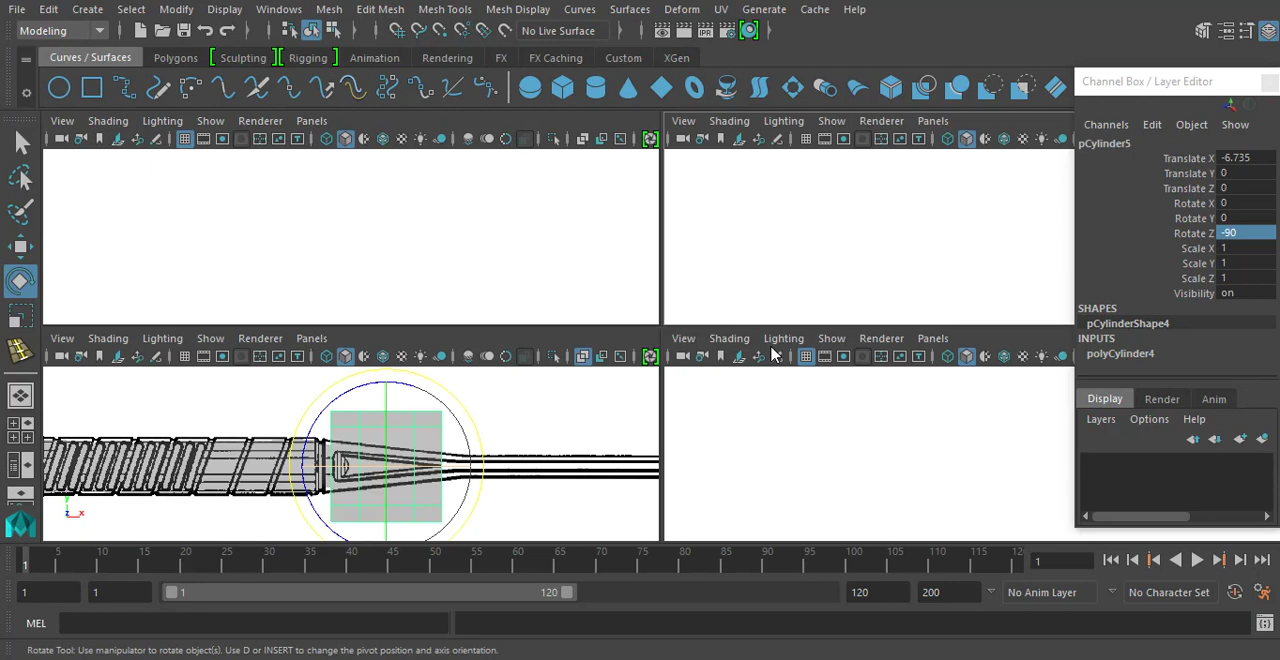 File Edit Create Select Modify Display Windows Mesh Edit Mesh Mesh Tools Mesh Display Curves Surfaces Deform UV Generate Cache Help
Modeling No Live Surface IPR
Curves / Surfaces Polygons Sculpting Rigging Animation Rendering FX FX Caching Custom XGen
Channel Box / Layer Editor
View Shading Lighting Show Renderer Panels
View Shading Lighting Show Renderer Panels
Channels Edit Object Show
pCylinder5
Translate X -6.735
Translate Y 0
Translate Z 0
Rotate X 0
Rotate Y 0
Rotate Z -90
Scale X 1
Scale Y 1
Scale Z 1
Visibility on
SHAPES
pCylinderShape4
INPUTS
polyCylinder4
View Shading Lighting Show Renderer Panels
View Shading Lighting Show Renderer Panels
Display Render Anim
Layers Options Help
y
z x
5 10 15 20 25 30 35 40 45 50 55 60 65 70 75 80 85 90 95 100 105 110 115 12
1 1
1 1 1 120 120 200 No Anim Layer No Character Set
MEL
Rotate Tool: Use manipulator to rotate object(s). Use D or INSERT to change the pivot position and axis orientation.